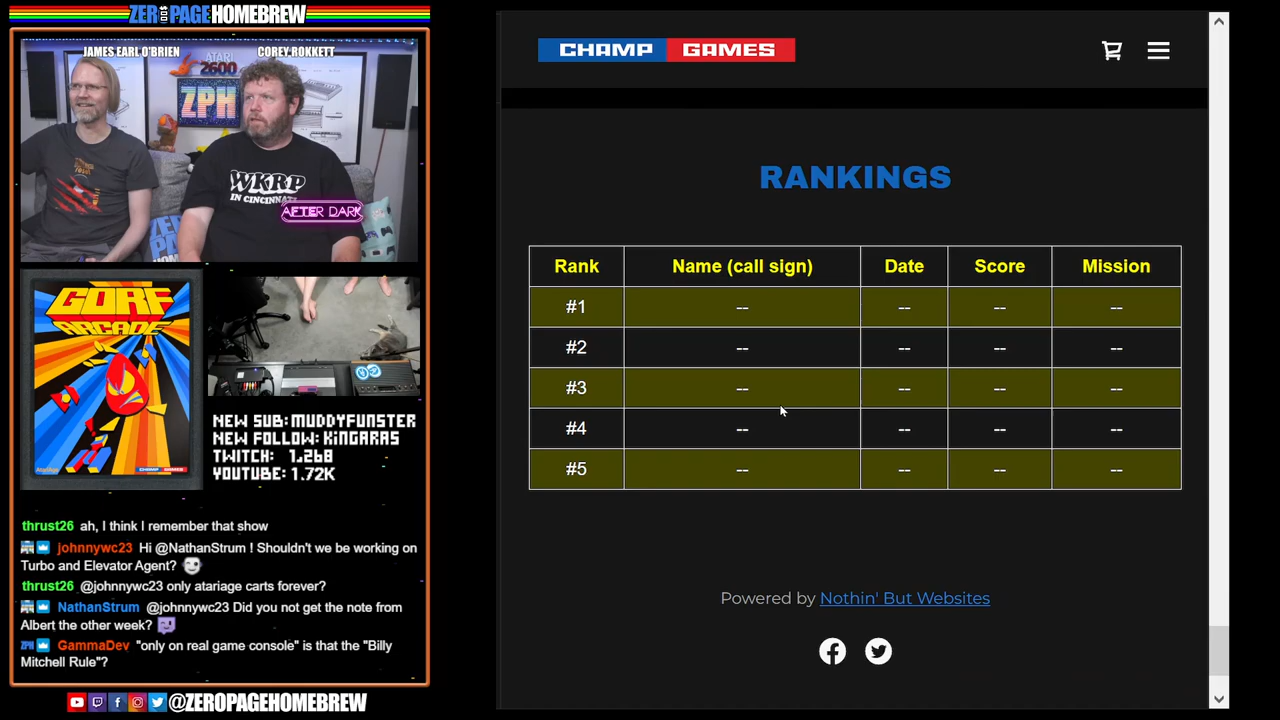 ZEROPAGEHOMEBREW
JAMES EARL O'BRIEN
COREY ROKKETT
ATARI
2600
ZPH
WKRP
IN CINCINNATI
AFTER DARK
GORF
ARCADE
CHAMP GAMES
NEW SUB: MUDDYFUNSTER
NEW FOLLOW: KINGARAS
TWITCH: 1,268
YOUTUBE: 1.72K
thrust26 ah, I think I remember that show
johnnywc23 Hi @NathanStrum ! Shouldn't we be working on
Turbo and Elevator Agent?
thrust26 @johnnywc23 only atariage carts forever?
NathanStrum @johnnywc23 Did you not get the note from
Albert the other week?
ZPH GammaDev "only on real game console" is that the "Billy
Mitchell Rule"?
@ZEROPAGEHOMEBREW
CHAMP GAMES
RANKINGS
Rank Name (call sign) Date Score Mission
#1 -- -- -- --
#2 -- -- -- --
#3 -- -- -- --
#4 -- -- -- --
#5 -- -- -- --
Powered by Nothin' But Websites